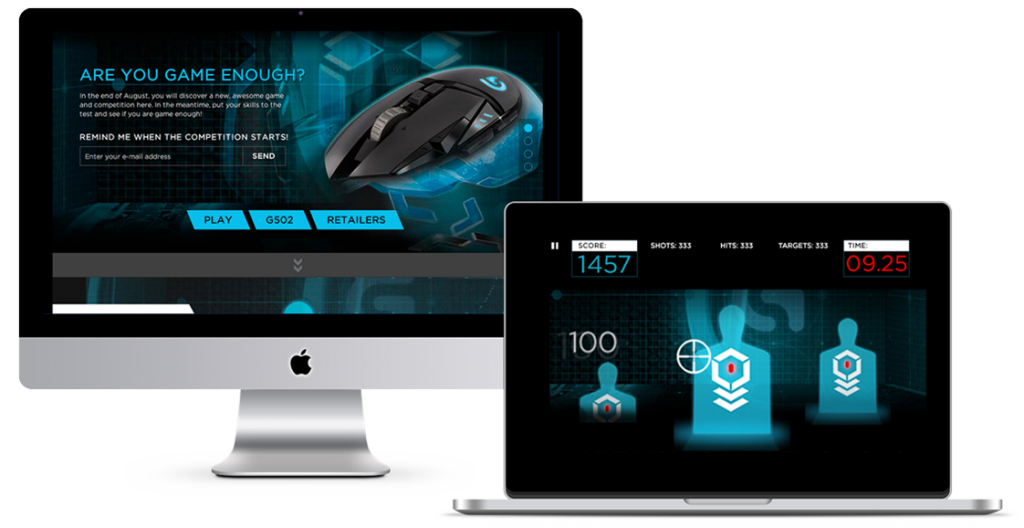 ARE YOU GAME ENOUGH?
In the end of August, you will discover a new, awesome game
and competition here. In the meantime, put your skills to the
test and see if you are game enough!
REMIND ME WHEN THE COMPETITION STARTS!
Enter your e-mail address
SEND
PLAY
G502
RETAILERS
SCORE:
1457
SHOTS: 333
HITS: 333
TARGETS: 333
TIME:
09.25
100